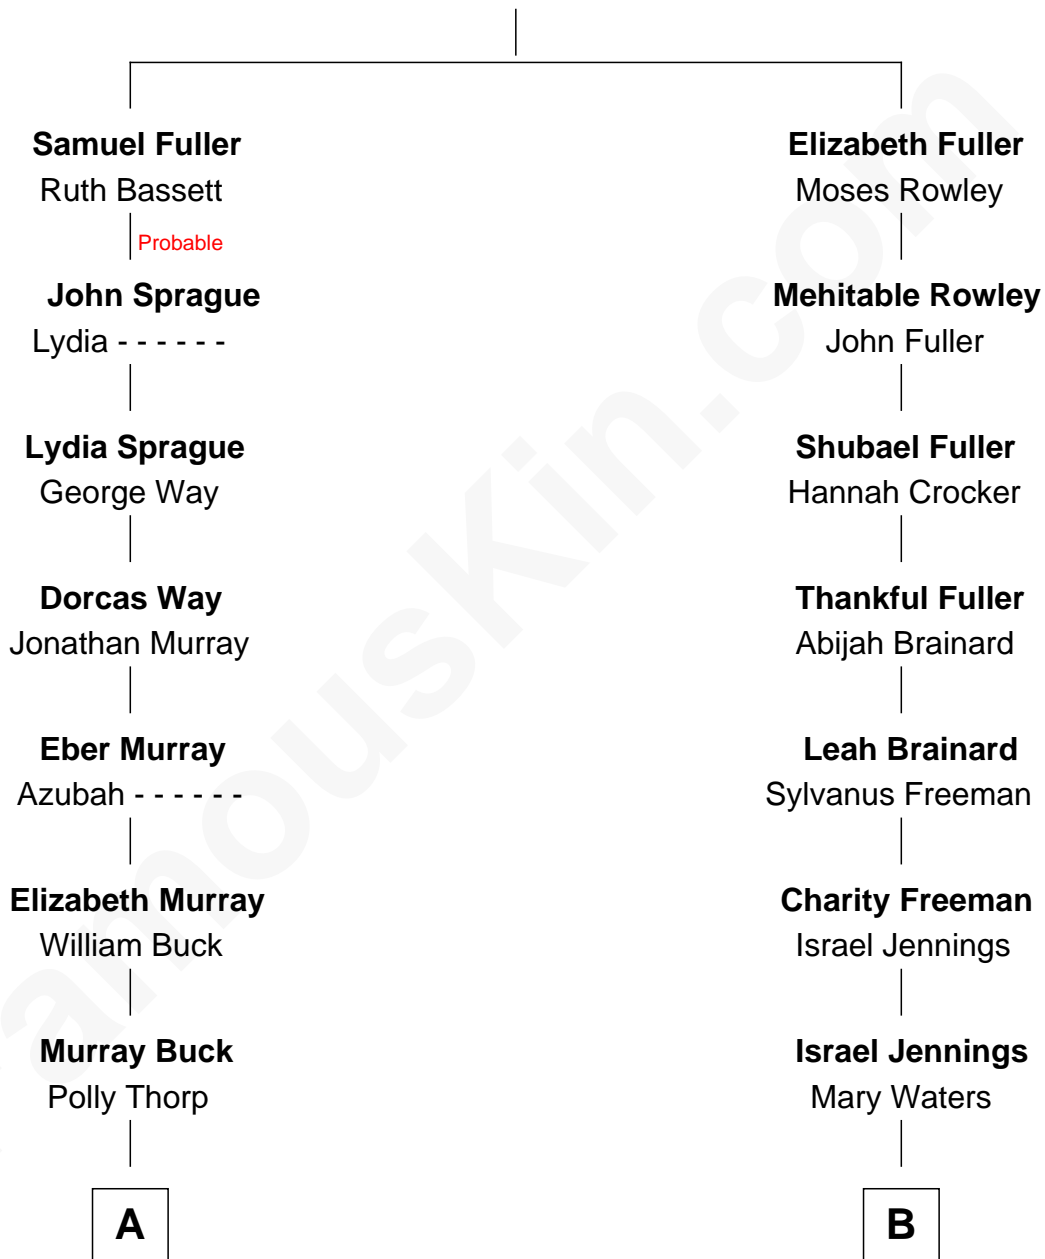 Samuel Fuller
Ruth Bassett
Probable
John Sprague
Lydia - - - - - -
Lydia Sprague
George Way
Dorcas Way
Jonathan Murray
Eber Murray
Azubah - - - - - -
Elizabeth Murray
William Buck
Murray Buck
Polly Thorp
A
Elizabeth Fuller
Moses Rowley
Mehitable Rowley
John Fuller
Shubael Fuller
Hannah Crocker
Thankful Fuller
Abijah Brainard
Leah Brainard
Sylvanus Freeman
Charity Freeman
Israel Jennings
Israel Jennings
Mary Waters
B
amousKin.com